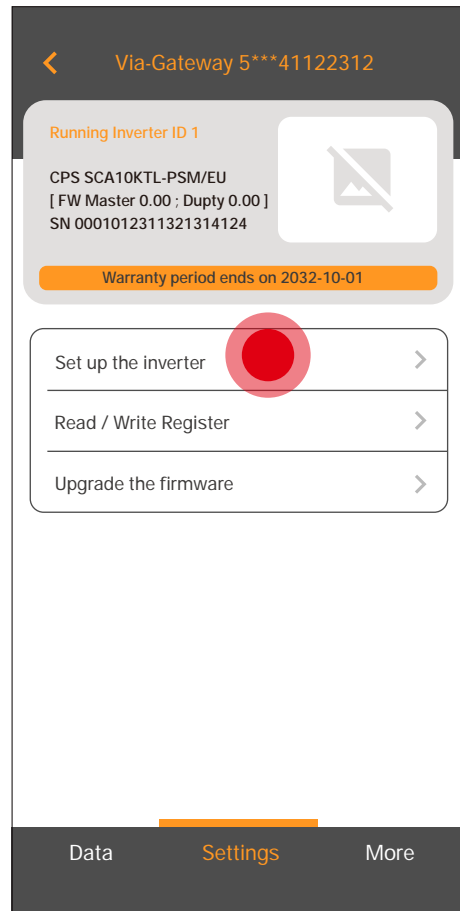 Via-Gateway 5***41122312
Running Inverter ID 1
CPS SCA10KTL-PSM/EU
[ FW Master 0.00 ; Dupty 0.00 ]
SN 0001012311321314124
Warranty period ends on 2032-10-01
Set up the inverter
Read / Write Register
Upgrade the firmware
Data Settings More